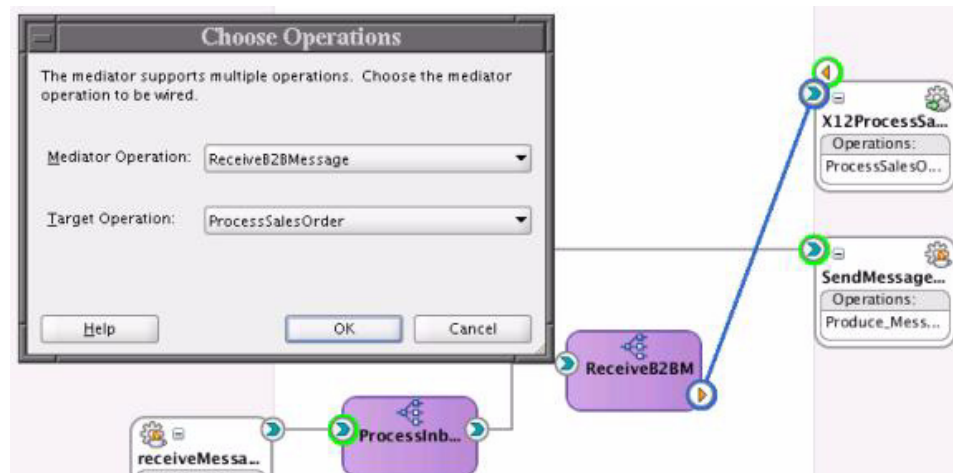 Choose Operations
The mediator supports multiple operations. Choose the mediator
operation to be wired.
Mediator Operation: ReceiveB2BMessage
Target Operation: ProcessSalesOrder
Help OK Cancel
X12ProcessSa...
Operations:
ProcessSalesO...
SendMessage...
Operations:
Produce_Mess...
ReceiveB2BM
ProcessInb...
receiveMessa...